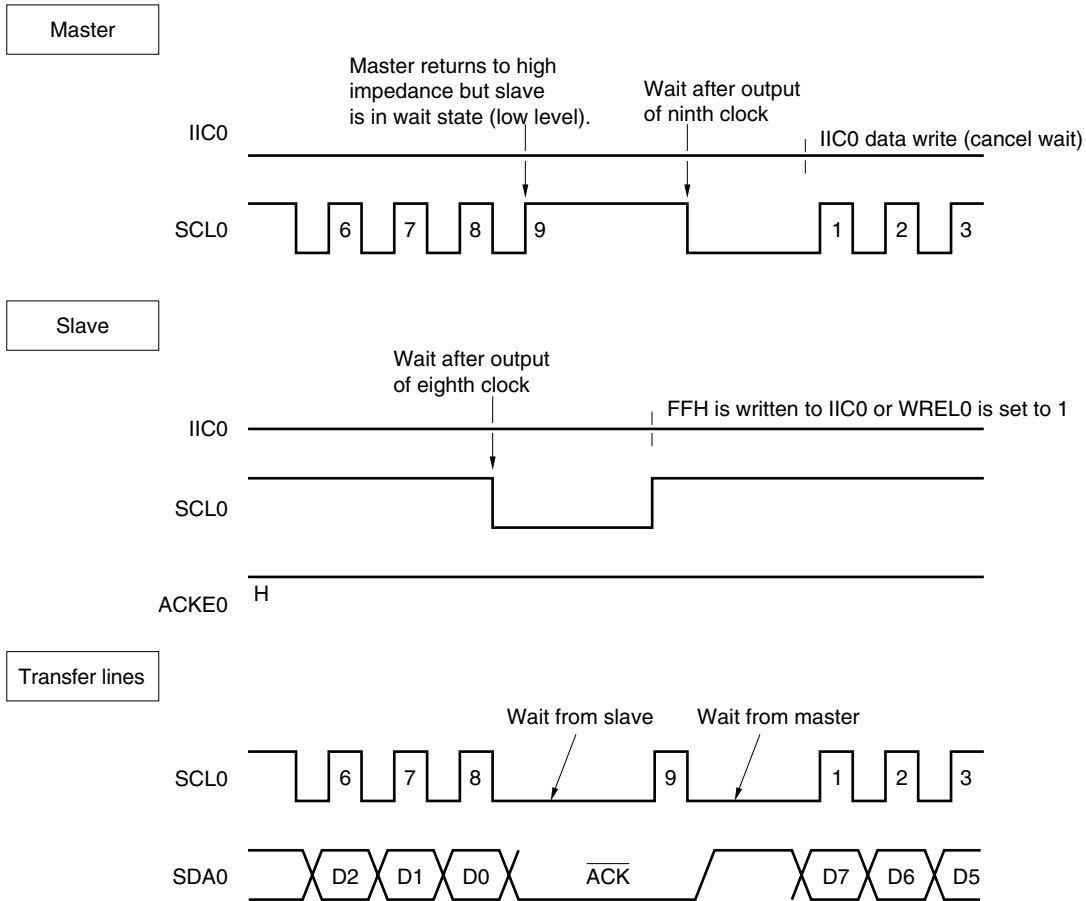 Master
Master returns to high
impedance but slave
is in wait state (low level).
Wait after output
of ninth clock
IIC0
IIC0 data write (cancel wait)
SCL0
6 7 8 9 1 2 3
Slave
Wait after output
of eighth clock
FFH is written to IIC0 or WREL0 is set to 1
IIC0
SCL0
H
ACKE0
Transfer lines
Wait from slave Wait from master
SCL0
6 7 8 9 1 2 3
SDA0
D2 D1 D0 ACK D7 D6 D5